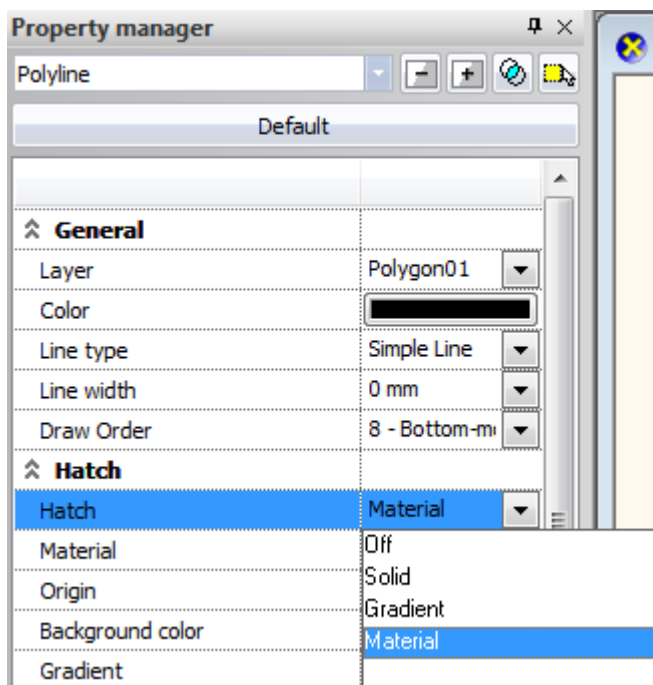 Property manager
Polyline
Default
General
Layer Polygon01
Color
Line type Simple Line
Line width 0 mm
Draw Order 8 - Bottom-m
Hatch
Hatch Material
Material Off
Solid
Origin
Gradient
Background color Material
Gradient